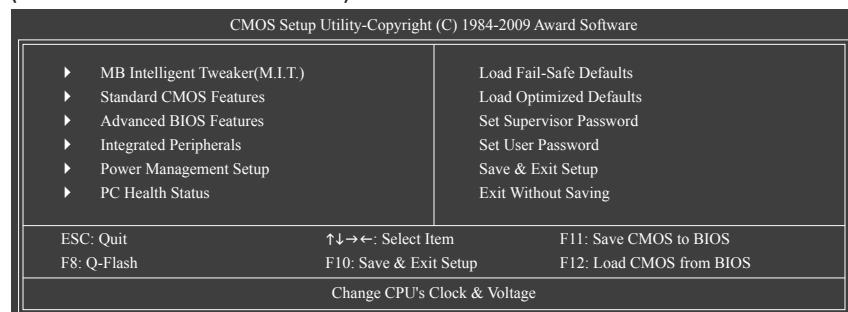 CMOS Setup Utility-Copyright (C) 1984-2009 Award Software
MB Intelligent Tweaker(M.I.T.)
Standard CMOS Features
Advanced BIOS Features
Integrated Peripherals
Power Management Setup
PC Health Status
Load Fail-Safe Defaults
Load Optimized Defaults
Set Supervisor Password
Set User Password
Save & Exit Setup
Exit Without Saving
ESC: Quit ↑↓→←: Select Item F11: Save CMOS to BIOS
F8: Q-Flash F10: Save & Exit Setup F12: Load CMOS from BIOS
Change CPU's Clock & Voltage